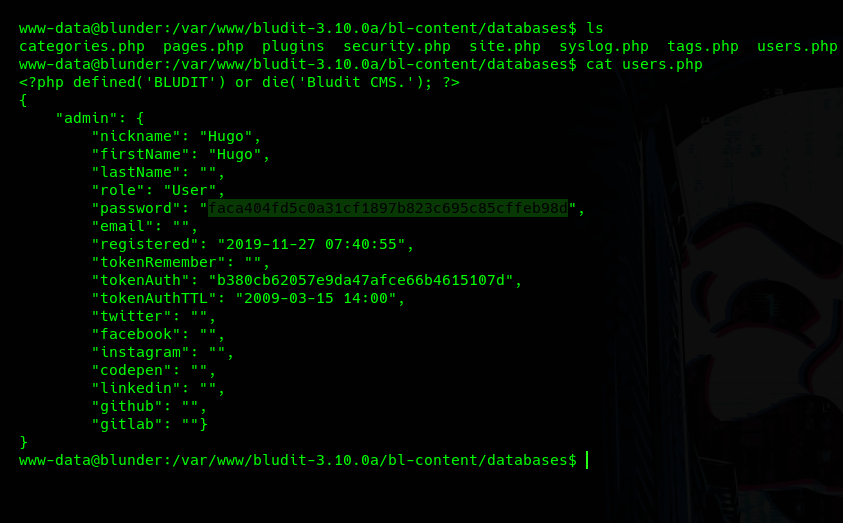 www-data@blunder:/var/www/bludit-3.10.0a/bl-content/databases$ ls
categories.php  pages.php  plugins  security.php  site.php  syslog.php  tags.php  users.php
www-data@blunder:/var/www/bludit-3.10.0a/bl-content/databases$ cat users.php
<?php defined('BLUDIT') or die('Bludit CMS.'); ?>
{
    "admin": {
        "nickname": "Hugo",
        "firstName": "Hugo",
        "lastName": "",
        "role": "User",
        "password": "faca404fd5c0a31cf1897b823c695c85cffeb98d",
        "email": "",
        "registered": "2019-11-27 07:40:55",
        "tokenRemember": "",
        "tokenAuth": "b380cb62057e9da47afce66b4615107d",
        "tokenAuthTTL": "2009-03-15 14:00",
        "twitter": "",
        "facebook": "",
        "instagram": "",
        "codepen": "",
        "linkedin": "",
        "github": "",
        "gitlab": ""}
}
www-data@blunder:/var/www/bludit-3.10.0a/bl-content/databases$